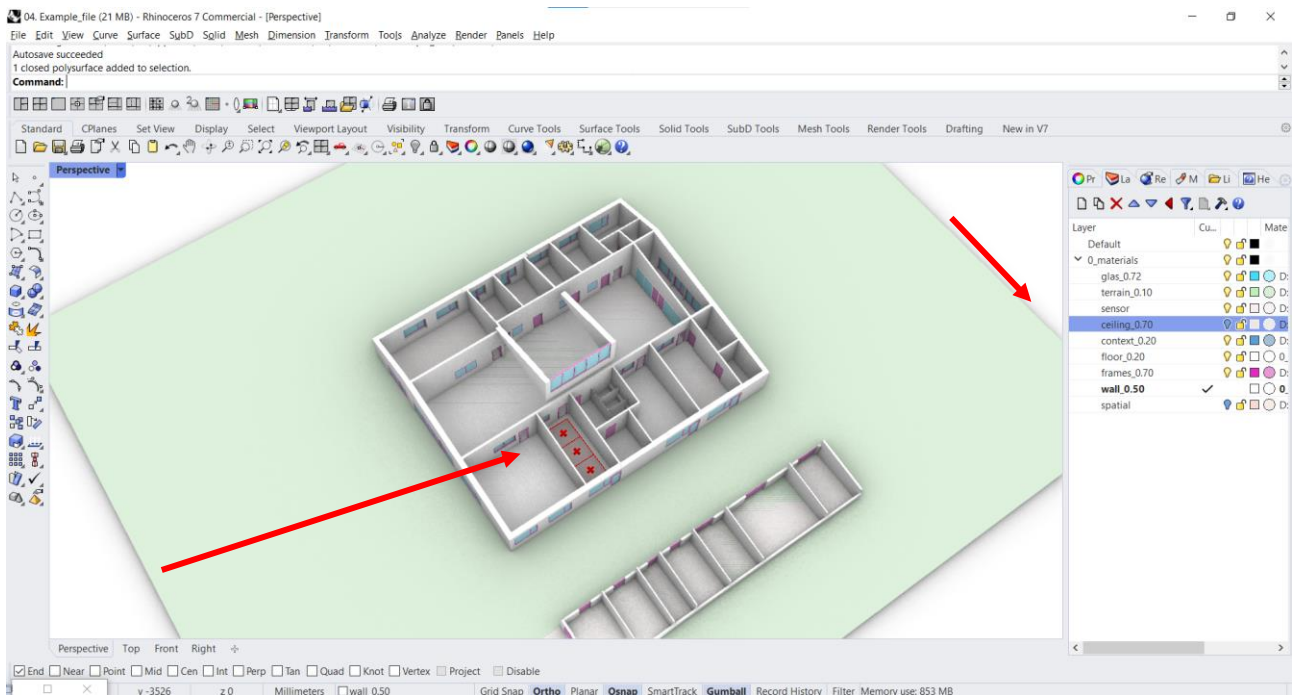 04. Example_file (21 MB) - Rhinoceros 7 Commercial - [Perspective]
File Edit View Curve Surface SubD Solid Mesh Dimension Transform Tools Analyze Render Panels Help
Autosave succeeded
1 closed polysurface added to selection.
Command:
Standard CPlanes Set View Display Select Viewport Layout Visibility Transform Curve Tools Surface Tools Solid Tools SubD Tools Mesh Tools Render Tools Drafting New in V7
Perspective
Pr La Re M Li He
Layer Cu... Mate
Default
0_materials
glas_0.72 D:
terrain_0.10 D:
sensor D:
ceiling_0.70 D:
context_0.20 D:
floor_0.20 0_
frames_0.70 D:
wall_0.50 0_
spatial D:
Perspective Top Front Right
End Near Point Mid Cen Int Perp Tan Quad Knot Vertex Project Disable
y -3526 z 0 Millimeters wall_0.50 Grid Snap Ortho Planar Osnap SmartTrack Gumball Record History Filter Memory use: 853 MB